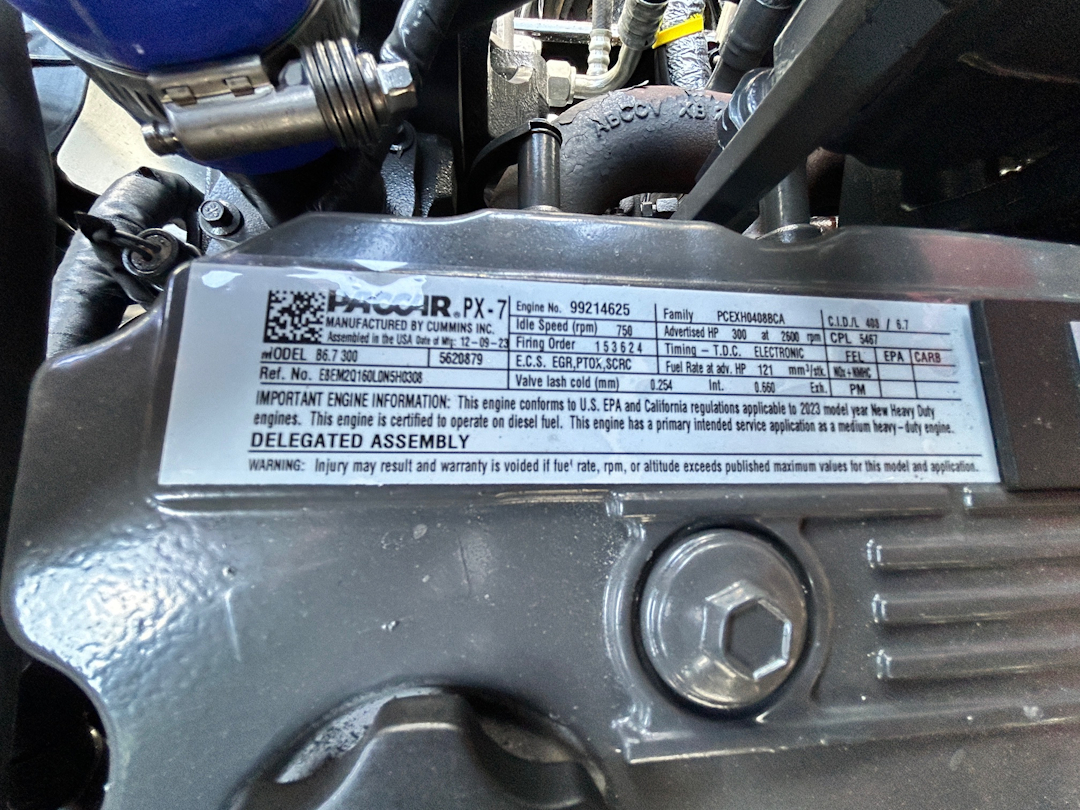 ABCCV XB
PACCAR® PX-7
MANUFACTURED BY CUMMINS INC.
Assembled in the USA Date of Mfg: 12-09-23
MODEL B6.7 300 5620879
Ref. No.
Engine No. 99214625
Idle Speed (rpm) 750
Firing Order 153624
E.C.S. EGR,PTOX,SCRC
Valve lash cold (mm) 0.254 Int. 0.660 Exh.
Family PCEXH0408BCA
Advertised HP 300 at 2600 rpm
Timing - T.D.C. ELECTRONIC
Fuel Rate at adv. HP 121 mm³/stk.
C.I.D./L 408 / 6.7
CPL 5467
FEL EPA CARB
NOx+NMHC
PM
IMPORTANT ENGINE INFORMATION: This engine conforms to U.S. EPA and California regulations applicable to 2023 model year New Heavy Duty
engines. This engine is certified to operate on diesel fuel. This engine has a primary intended service application as a medium heavy-duty engine.
DELEGATED ASSEMBLY
WARNING: Injury may result and warranty is voided if fuel rate, rpm, or altitude exceeds published maximum values for this model and application.